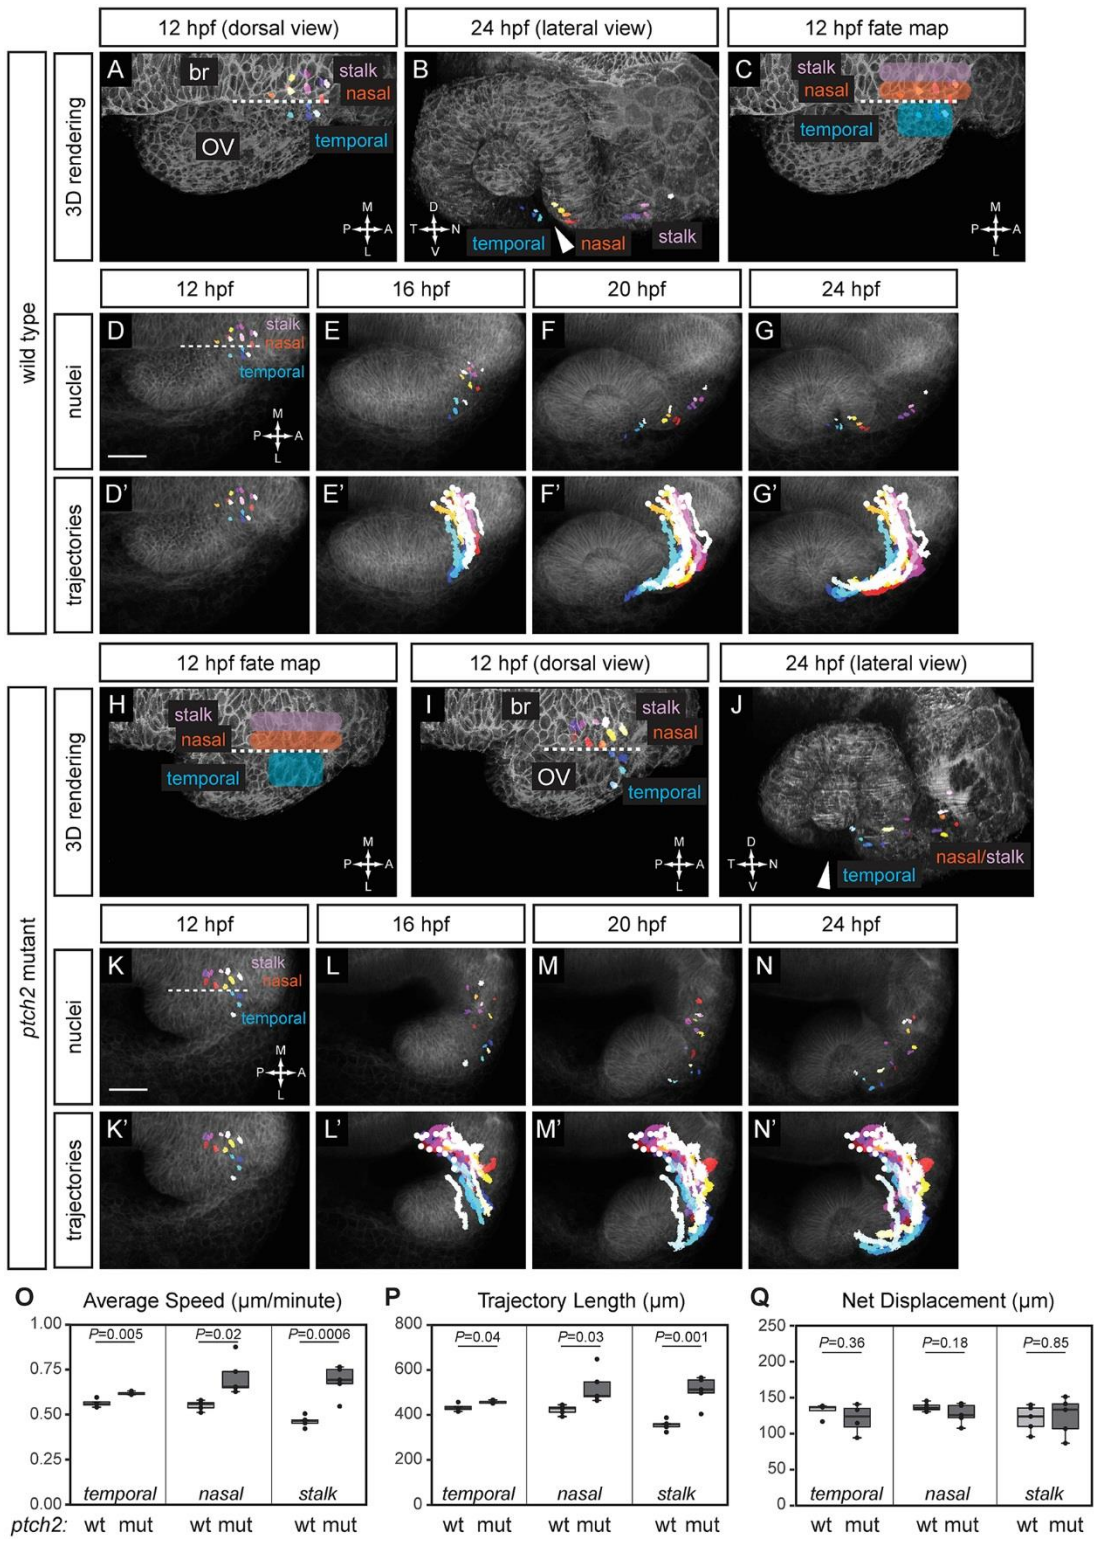 12 hpf (dorsal view)
24 hpf (lateral view)
12 hpf fate map
wild type
3D rendering
A
br
stalk
nasal
temporal
OV
M
P A
L
B
D
T N
V
temporal
nasal
stalk
C
stalk
nasal
temporal
M
P A
L
12 hpf
16 hpf
20 hpf
24 hpf
nuclei
D
stalk
nasal
temporal
M
P A
L
E
F
G
trajectories
D'
E'
F'
G'
12 hpf fate map
12 hpf (dorsal view)
24 hpf (lateral view)
ptch2 mutant
3D rendering
H
stalk
nasal
temporal
M
P A
L
I
br
stalk
nasal
OV
temporal
M
P A
L
J
nasal/stalk
temporal
D
T N
V
12 hpf
16 hpf
20 hpf
24 hpf
nuclei
K
stalk
nasal
temporal
M
P A
L
L
M
N
trajectories
K'
L'
M'
N'
O
Average Speed (µm/minute)
1.00
0.75
0.50
0.25
0.00
P=0.005
P=0.02
P=0.0006
temporal
nasal
stalk
ptch2: wt mut wt mut wt mut
P
Trajectory Length (µm)
800
600
400
200
0
P=0.04
P=0.03
P=0.001
temporal
nasal
stalk
wt mut wt mut wt mut
Q
Net Displacement (µm)
250
200
150
100
50
0
P=0.36
P=0.18
P=0.85
temporal
nasal
stalk
wt mut wt mut wt mut